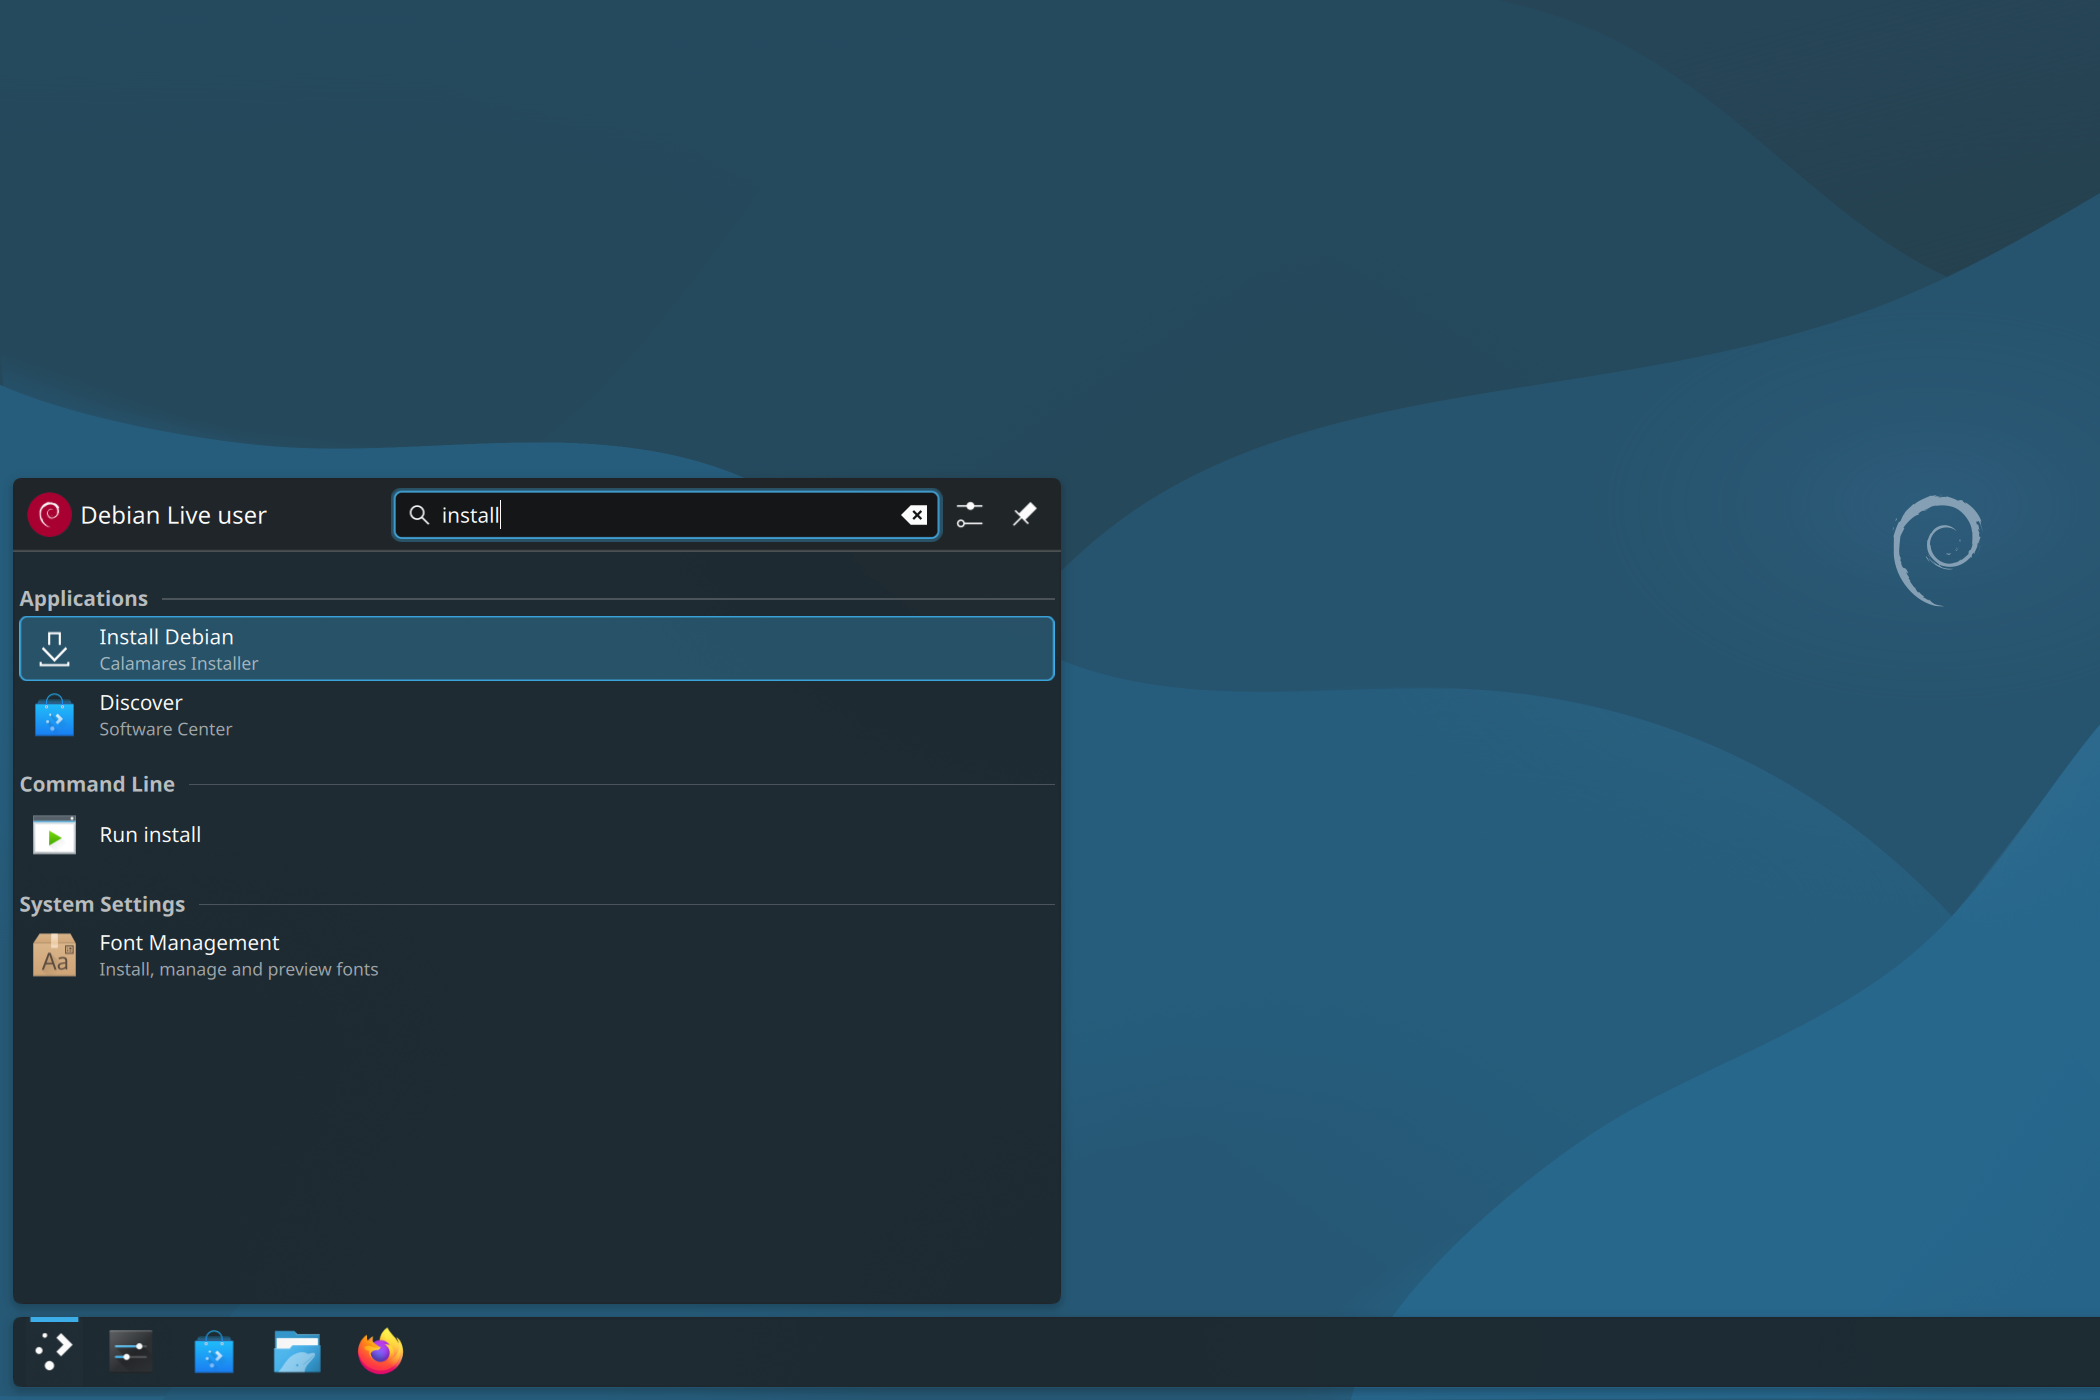 Debian Live user
install
Applications
Install Debian
Calamares Installer
Discover
Software Center
Command Line
Run install
System Settings
Aa
Font Management
Install, manage and preview fonts